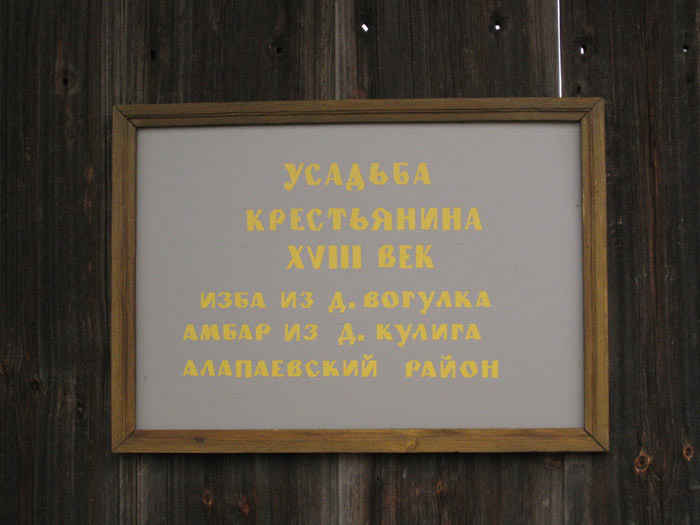 УСАДЬБА
КРЕСТЬЯНИНА
XVIII ВЕК
ИЗБА ИЗ Д. ВОГУЛКА
АМБАР ИЗ Д. КУЛИГА
АЛАПАЕВСКИЙ РАЙОН